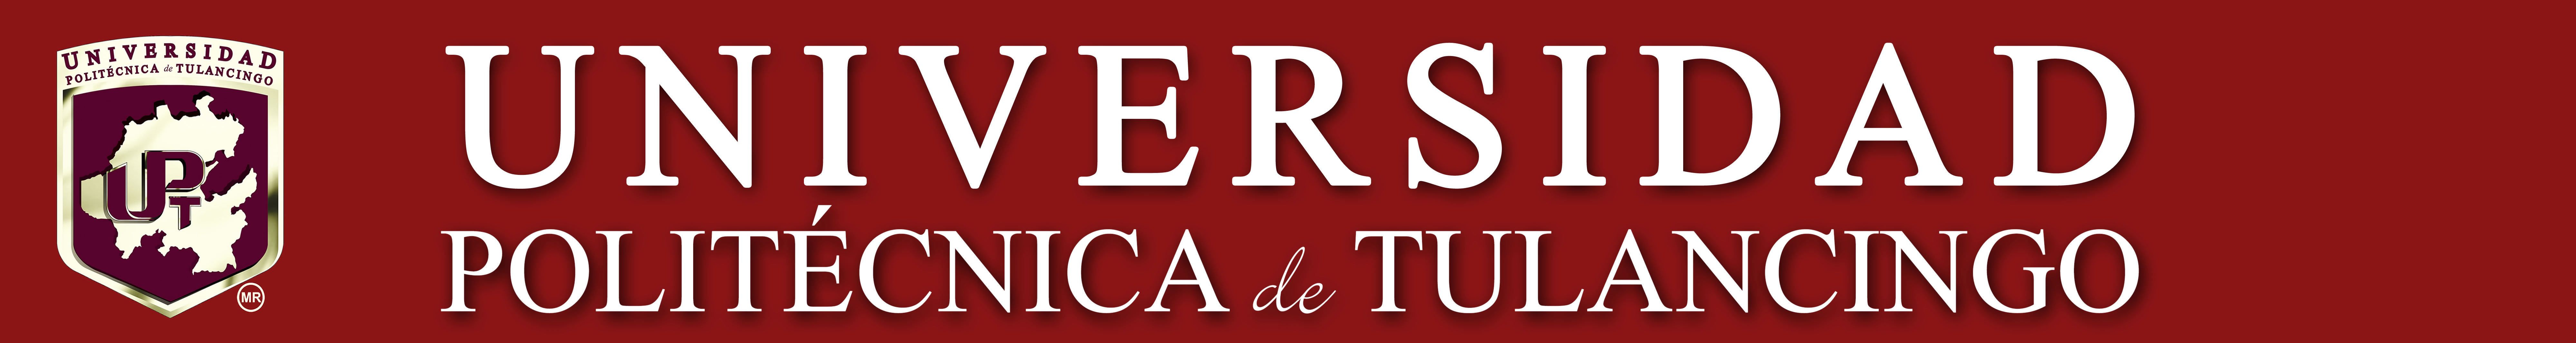 UNIVERSIDAD
POLITÉCNICA de TULANCINGO
UPT
MR
UNIVERSIDAD
POLITÉCNICA de TULANCINGO